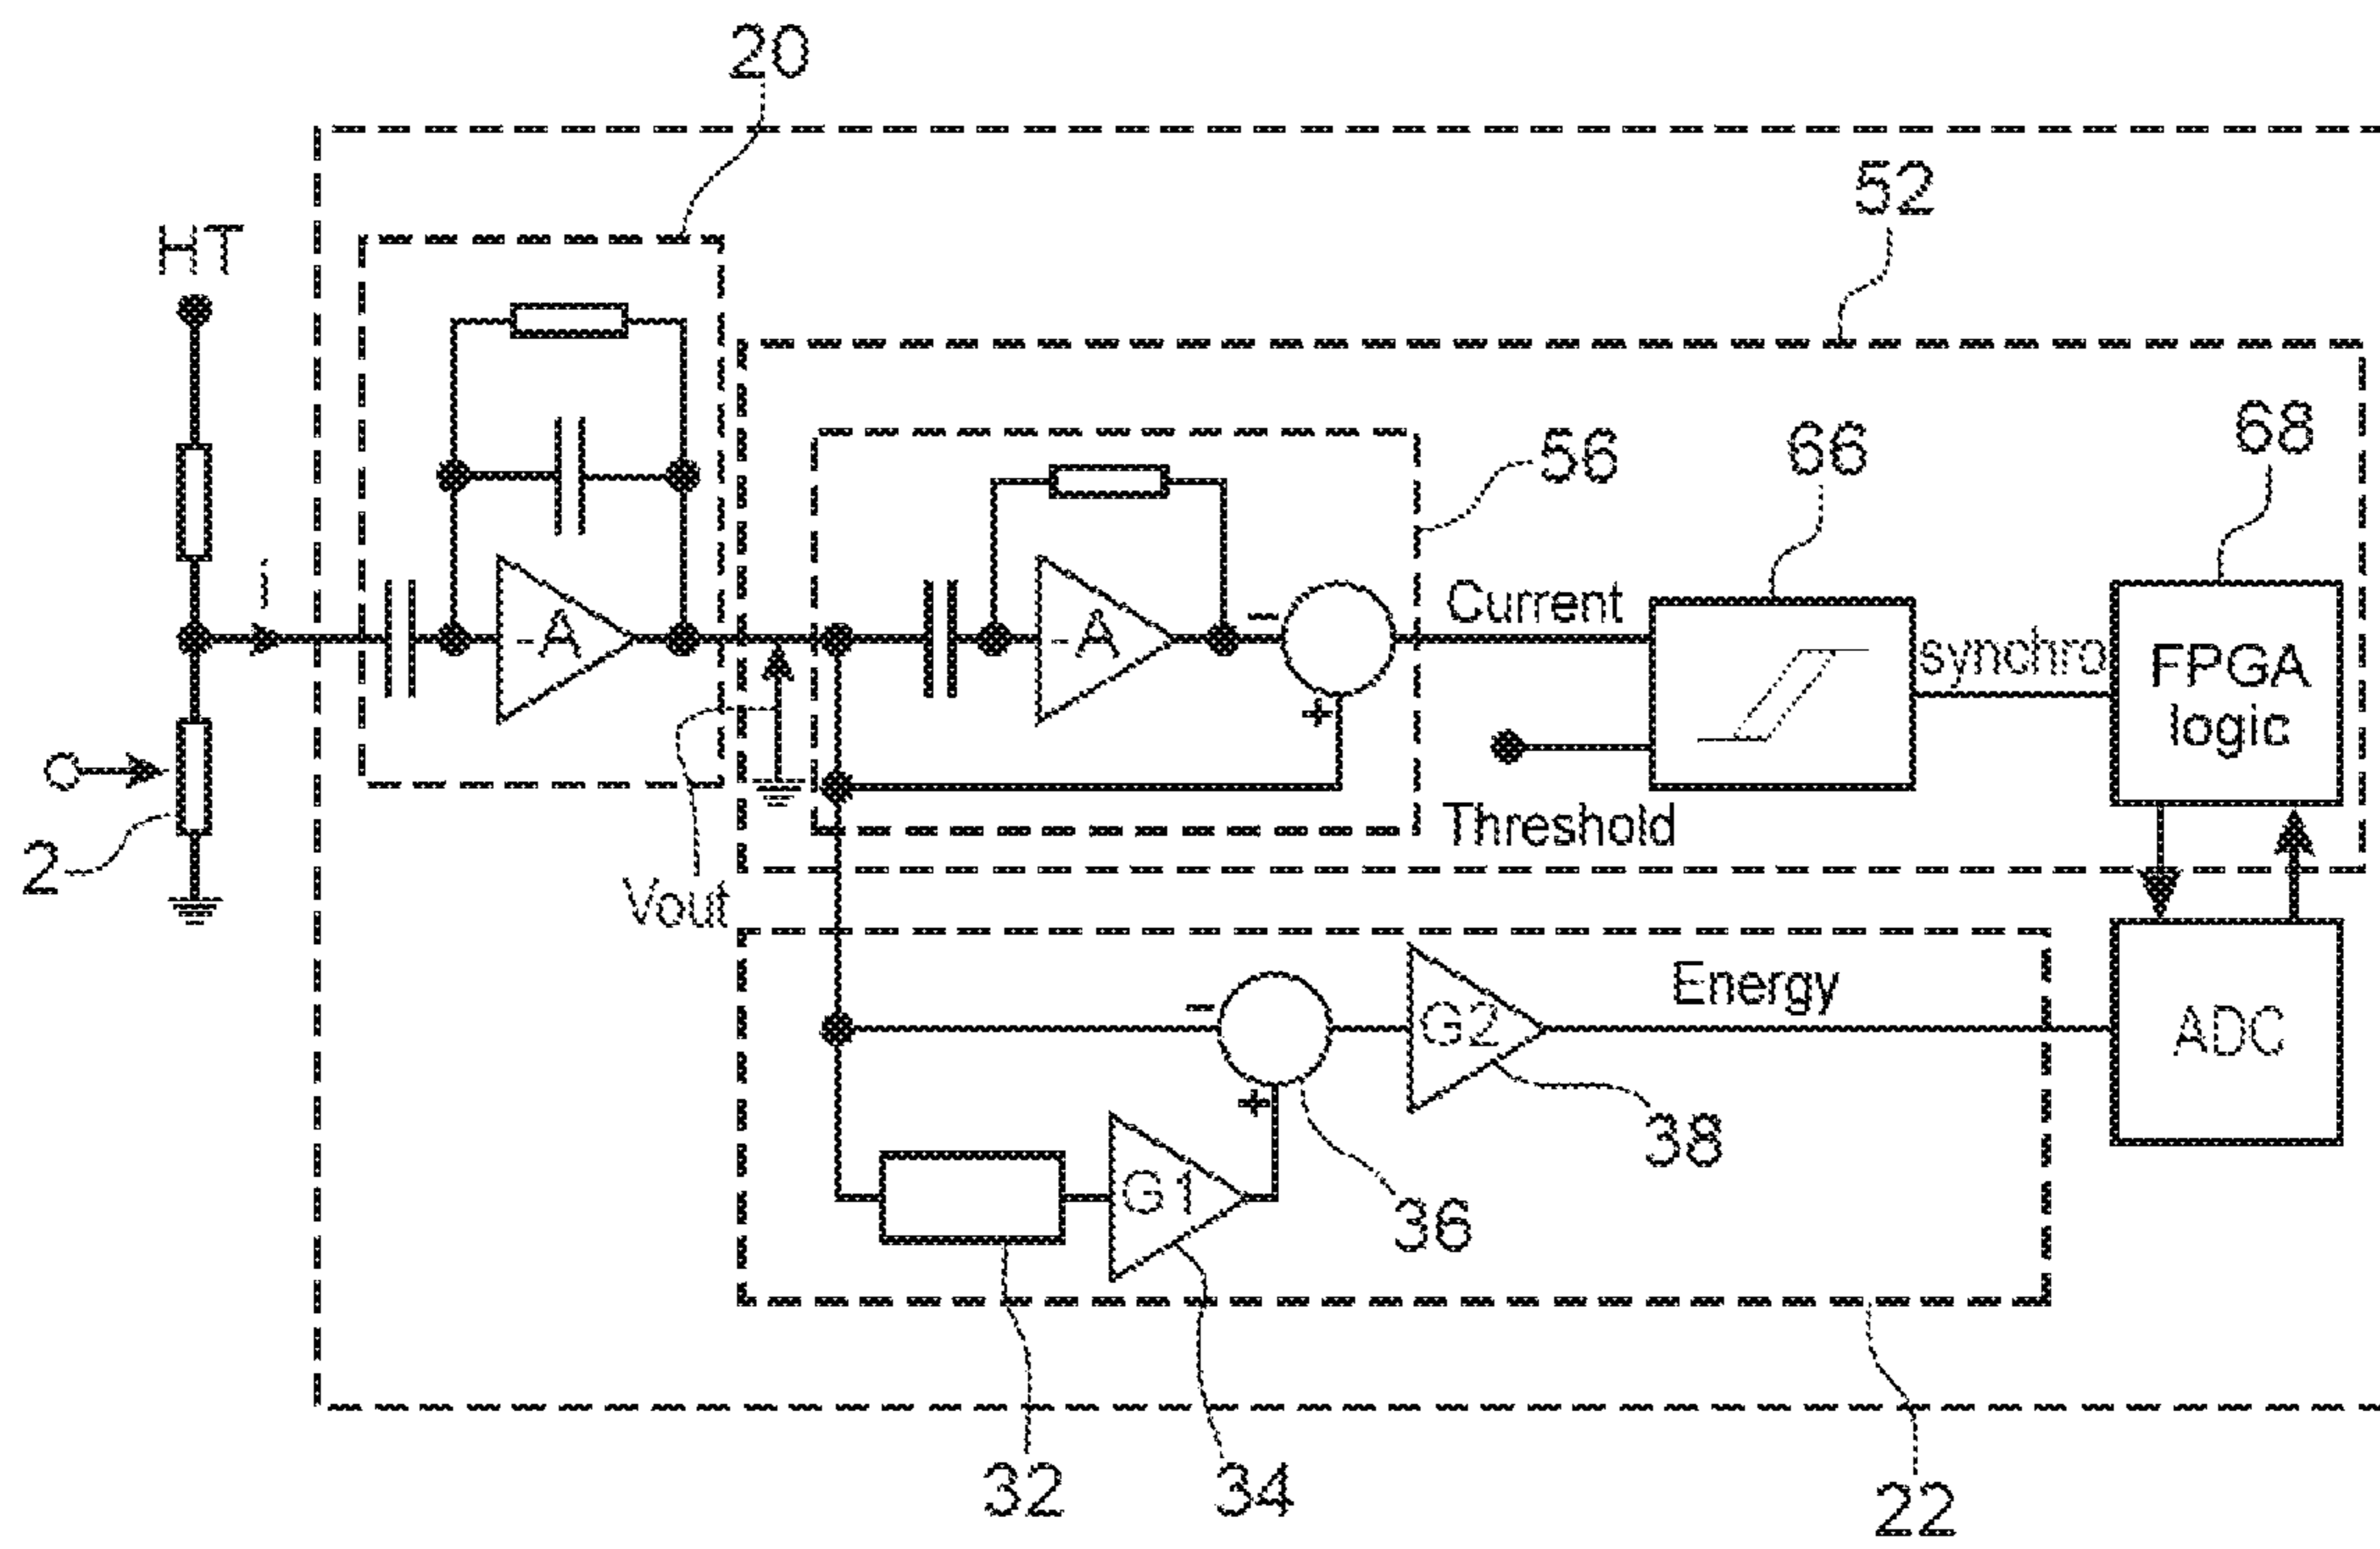 20
52
HT
68
56
66
i
-A
-A
-
Current
synchro
FPGA
logic
+
Threshold
2
Vout
-
Energy
G2
ADC
+
38
G1
36
32
34
22